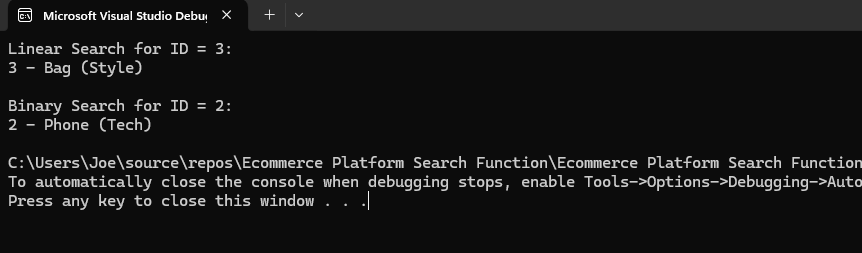 Microsoft Visual Studio Debu
Linear Search for ID = 3:
3 - Bag (Style)
Binary Search for ID = 2:
2 - Phone (Tech)
C:\Users\Joe\source\repos\Ecommerce Platform Search Function\Ecommerce Platform Search Function
To automatically close the console when debugging stops, enable Tools->Options->Debugging->Auto
Press any key to close this window . . .